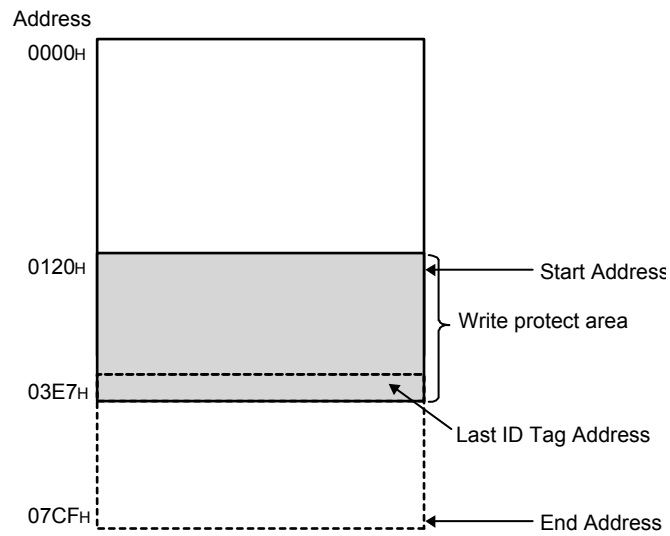 Address
0000H
0120H
Start Address
Write protect area
03E7H
Last ID Tag Address
07CFH
End Address